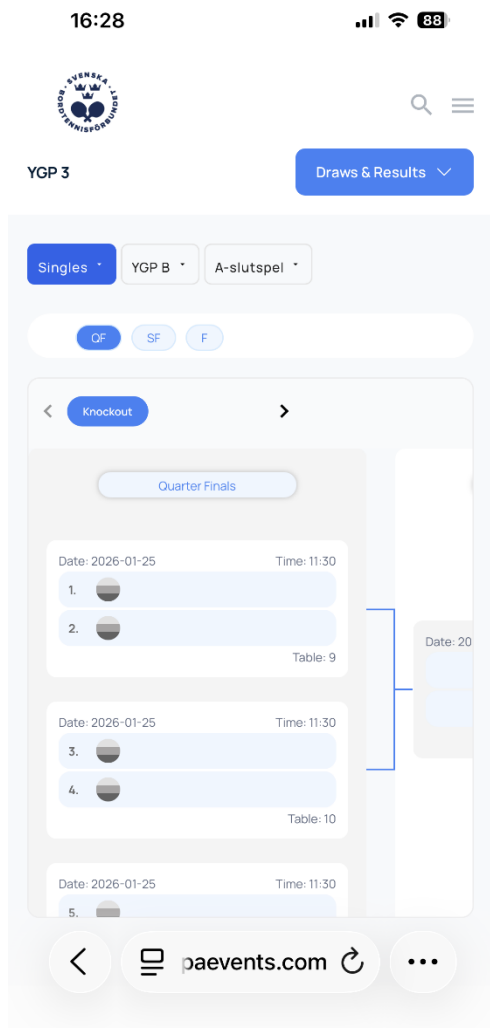 16:28
88
SVENSKA
BORDTENNISFÖRBUNDET
YGP 3
Draws & Results
Singles
YGP B
A-slutspel
QF
SF
F
Knockout
Quarter Finals
Date: 2026-01-25 Time: 11:30
1.
2.
Table: 9
Date: 20
Date: 2026-01-25 Time: 11:30
3.
4.
Table: 10
Date: 2026-01-25 Time: 11:30
5.
paevents.com